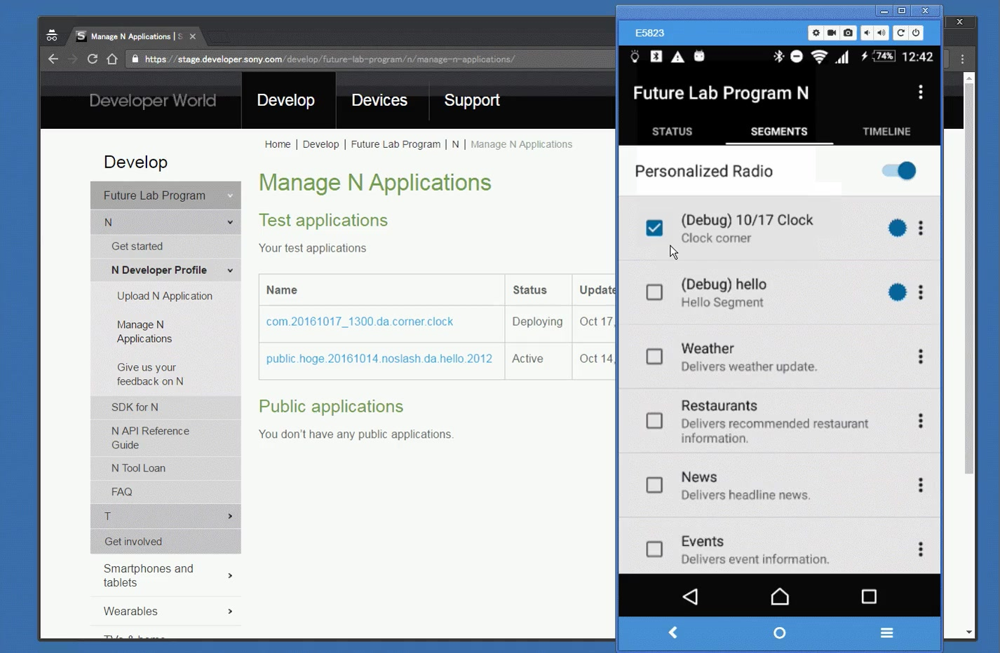 Manage N Applications | S
https://stage.developer.sony.com/develop/future-lab-program/n/manage-n-applications/
Developer World
Develop
Devices
Support
Home | Develop | Future Lab Program | N | Manage N Applications
Develop
Future Lab Program
N
Get started
N Developer Profile
Upload N Application
Manage N
Applications
Give us your
feedback on N
SDK for N
N API Reference
Guide
N Tool Loan
FAQ
T
Get involved
Smartphones and
tablets
Wearables
TVs & home
Manage N Applications
Test applications
Your test applications
Name Status Update
com.20161017_1300.da.corner.clock Deploying Oct 17,
public.hoge.20161014.noslash.da.hello.2012 Active Oct 14,
Public applications
You don't have any public applications.
E5823
74% 12:42
Future Lab Program N
STATUS SEGMENTS TIMELINE
Personalized Radio
(Debug) 10/17 Clock
Clock corner
(Debug) hello
Hello Segment
Weather
Delivers weather update.
Restaurants
Delivers recommended restaurant
information.
News
Delivers headline news.
Events
Delivers event information.